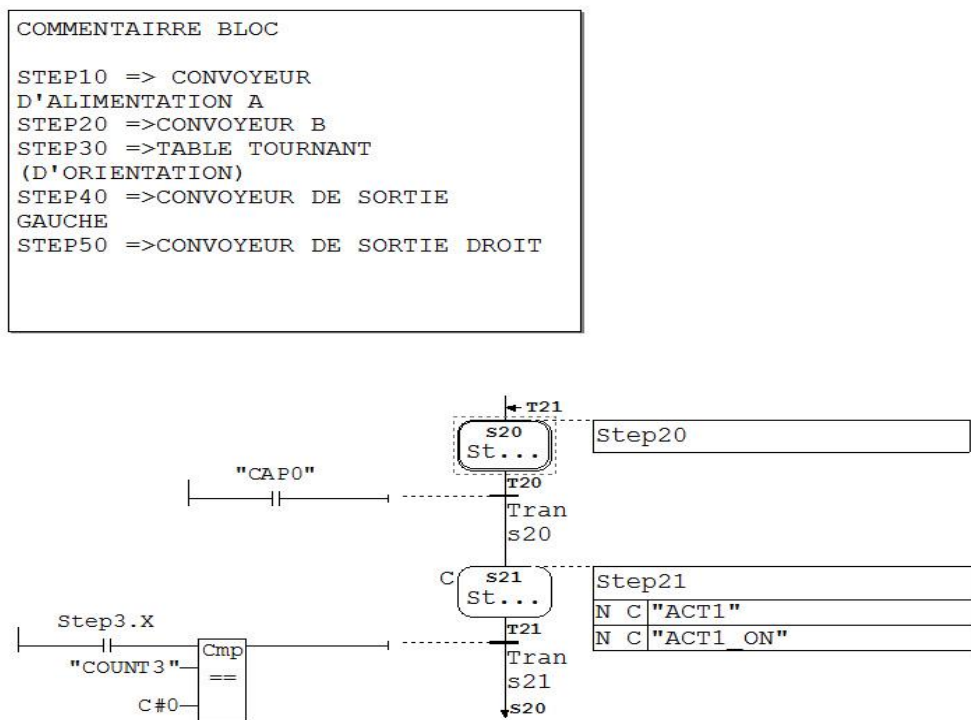 COMMENTAIRRE BLOC
STEP10 => CONVOYEUR
D'ALIMENTATION A
STEP20 =>CONVOYEUR B
STEP30 =>TABLE TOURNANT
(D'ORIENTATION)
STEP40 =>CONVOYEUR DE SORTIE
GAUCHE
STEP50 =>CONVOYEUR DE SORTIE DROIT
T21
S20
St...
Step20
"CAP0"
T20
Tran
s20
C
S21
St...
Step21
N C "ACT1"
N C "ACT1_ON"
Step3.X
Cmp
==
"COUNT3"
C#0
T21
Tran
s21
S20